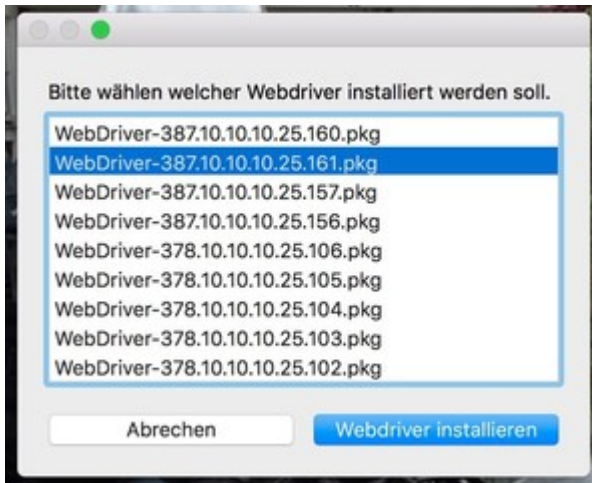 Bitte wählen welcher Webdriver installiert werden soll.
WebDriver-387.10.10.10.25.160.pkg
WebDriver-387.10.10.10.25.161.pkg
WebDriver-387.10.10.10.25.157.pkg
WebDriver-387.10.10.10.25.156.pkg
WebDriver-378.10.10.10.25.106.pkg
WebDriver-378.10.10.10.25.105.pkg
WebDriver-378.10.10.10.25.104.pkg
WebDriver-378.10.10.10.25.103.pkg
WebDriver-378.10.10.10.25.102.pkg
Abrechen
Webdriver installieren